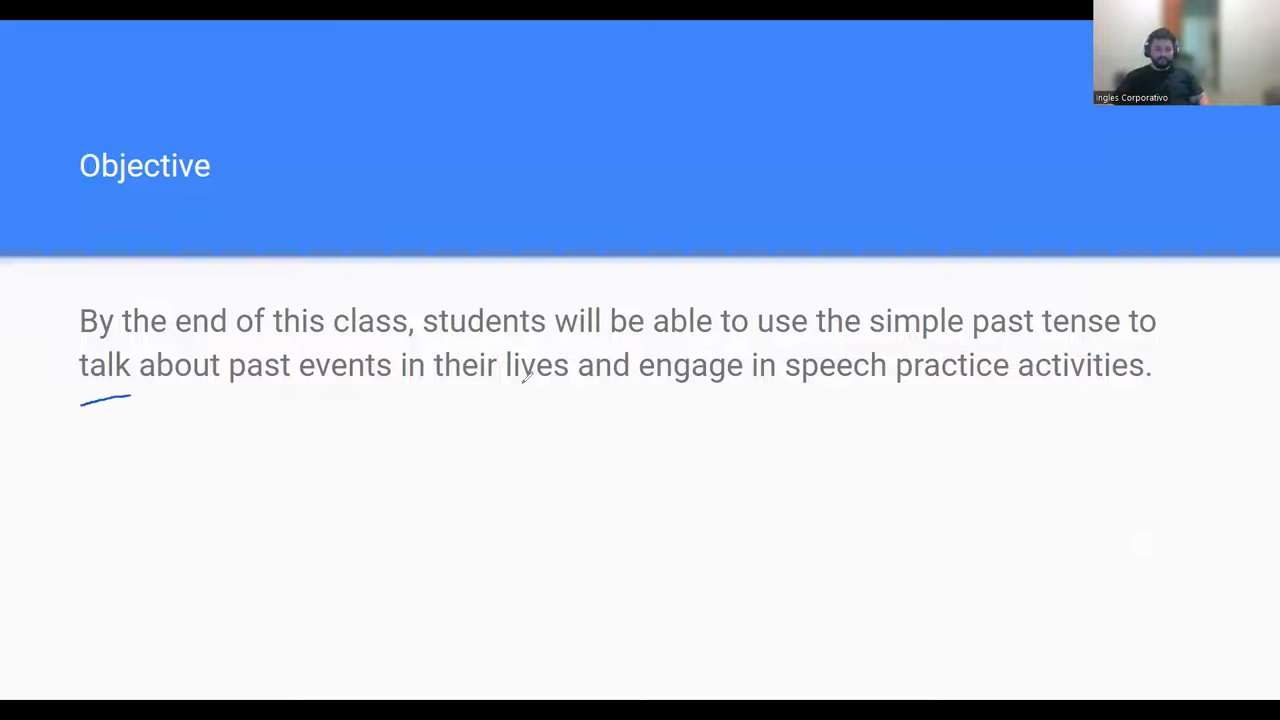 Ingles Corporativo
Objective
By the end of this class, students will be able to use the simple past tense to
talk about past events in their lives and engage in speech practice activities.